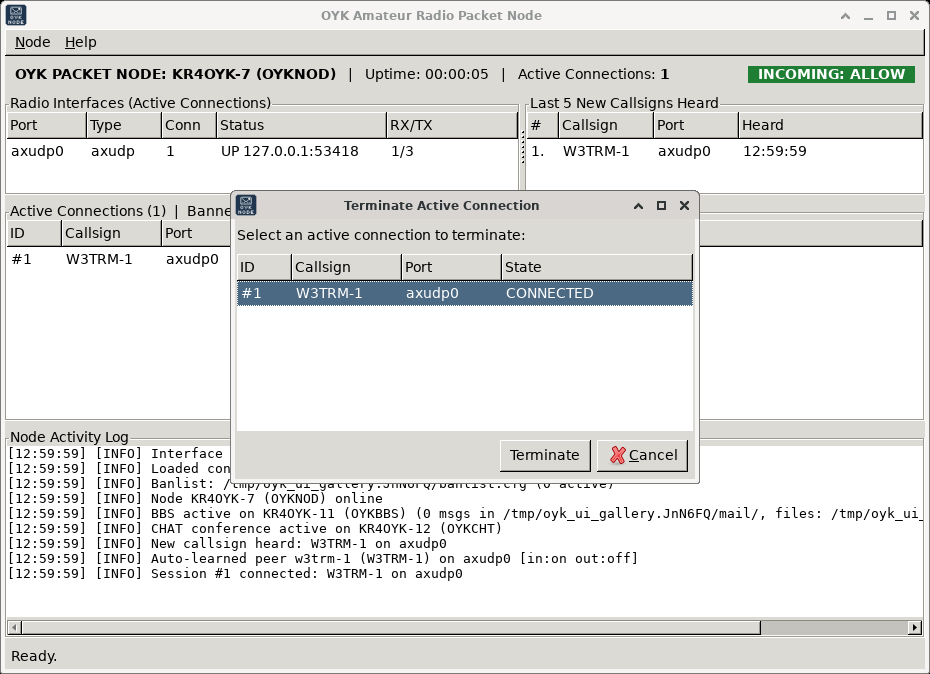 OYK Amateur Radio Packet Node
Node Help
OYK PACKET NODE: KR4OYK-7 (OYKNOD) | Uptime: 00:00:05 | Active Connections: 1 INCOMING: ALLOW
Radio Interfaces (Active Connections)
Port Type Conn Status RX/TX
axudp0 axudp 1 UP 127.0.0.1:53418 1/3
Last 5 New Callsigns Heard
# Callsign Port Heard
1. W3TRM-1 axudp0 12:59:59
Active Connections (1) | Banne
ID Callsign Port
#1 W3TRM-1 axudp0
Terminate Active Connection
Select an active connection to terminate:
ID Callsign Port State
#1 W3TRM-1 axudp0 CONNECTED
Terminate Cancel
Node Activity Log
[12:59:59] [INFO] Interface
[12:59:59] [INFO] Loaded con
[12:59:59] [INFO] Banlist: /tmp/oyk_ui_gallery.JnN6FQ/banlist.cfg (0 active)
[12:59:59] [INFO] Node KR4OYK-7 (OYKNOD) online
[12:59:59] [INFO] BBS active on KR4OYK-11 (OYKBBS) (0 msgs in /tmp/oyk_ui_gallery.JnN6FQ/mail/, files: /tmp/oyk_ui_
[12:59:59] [INFO] CHAT conference active on KR4OYK-12 (OYKCHT)
[12:59:59] [INFO] New callsign heard: W3TRM-1 on axudp0
[12:59:59] [INFO] Auto-learned peer w3trm-1 (W3TRM-1) on axudp0 [in:on out:off]
[12:59:59] [INFO] Session #1 connected: W3TRM-1 on axudp0
Ready.